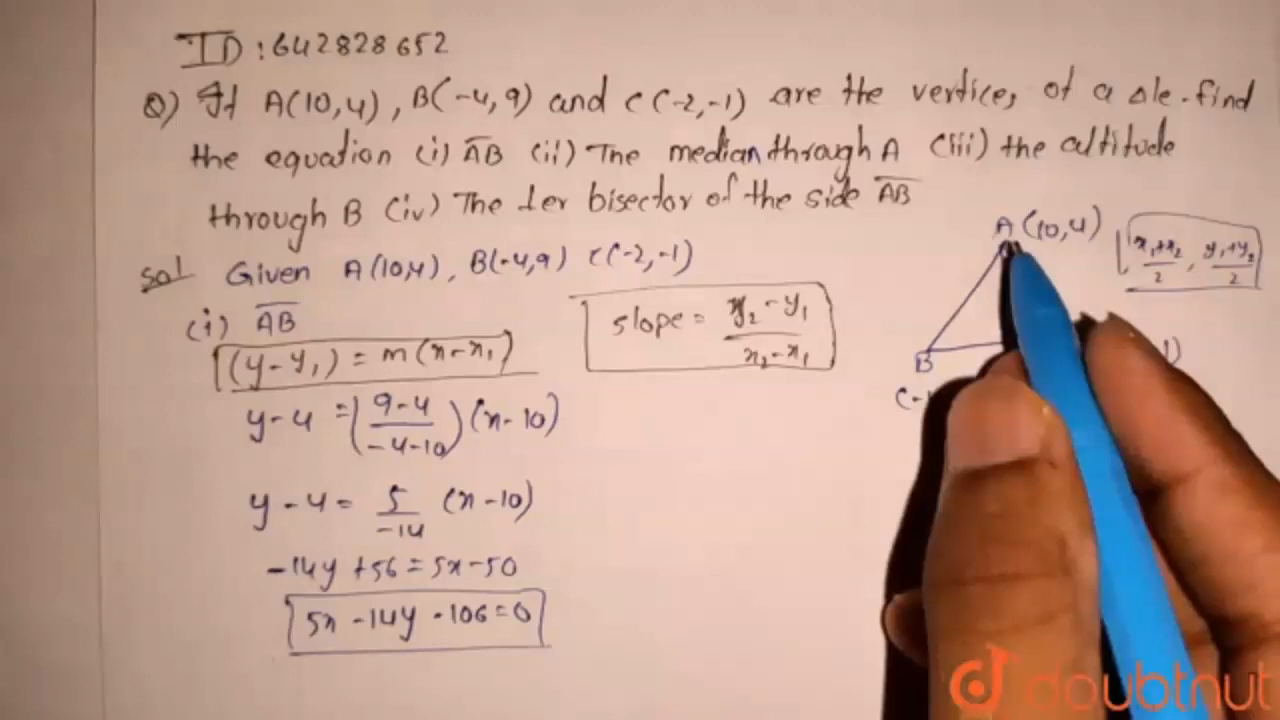 ID : 642828652
Q) If A(10,4), B(-4,9) and C(-2,-1) are the vertices of a Δle. find
the equation (i) A̅B̅ (ii) The median through A (iii) the altitude
through B (iv) The ⊥er bisector of the side A̅B̅
Sol Given A(10,4), B(-4,9) C(-2,-1)
(i) A̅B̅
(y-y₁) = m(x-x₁)
slope = y₂-y₁ / x₂-x₁
y-4 = (9-4 / -4-10)(x-10)
y-4 = 5/-14 (x-10)
-14y +56 = 5x-50
5x -14y -106=0
A (10,4)
(x₁+x₂/2, y₁+y₂/2)
B
doubtnut